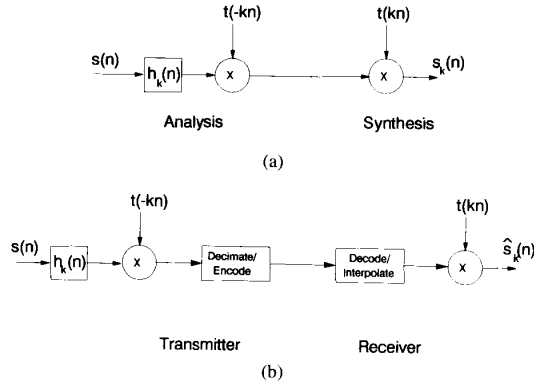 t(-kn) t(kn)
s(n) h_k(n) x x s_k(n)
Analysis Synthesis
(a)
t(-kn) t(kn)
s(n) h_k(n) x Decimate/ Encode Decode/ Interpolate x ŝ_k(n)
Transmitter Receiver
(b)